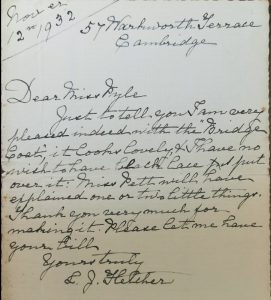 Novr
12th 1932
57 Warkworth Terrace
Cambridge
Dear Miss Pyle
Just to tell you I am very
pleased indeed with the "Bridge
Coat", it looks lovely, & I have no
wish to have black lace put
over it. Miss Pett will have
explained one or two little things.
Thank you very much for
making it. Please let me have
your bill
Yours truly
L. J. Fletcher